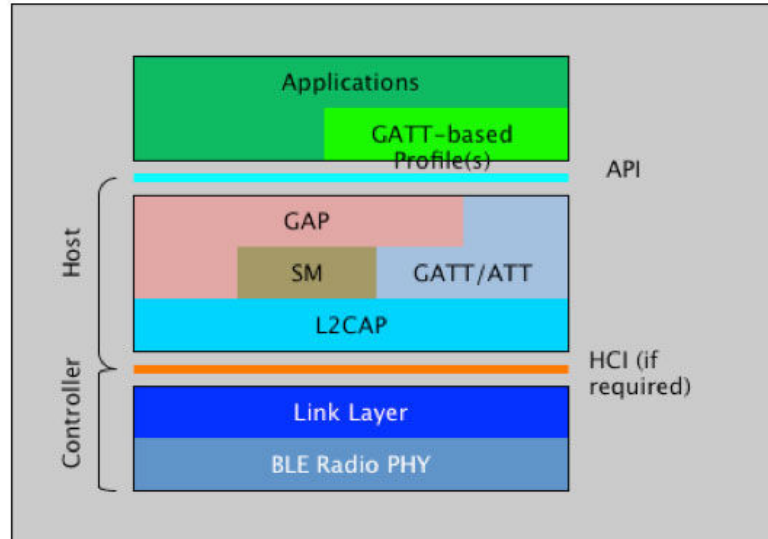 Applications
GATT-based
Profile(s)
API
Host
GAP
SM
GATT/ATT
L2CAP
HCI (if
required)
Controller
Link Layer
BLE Radio PHY